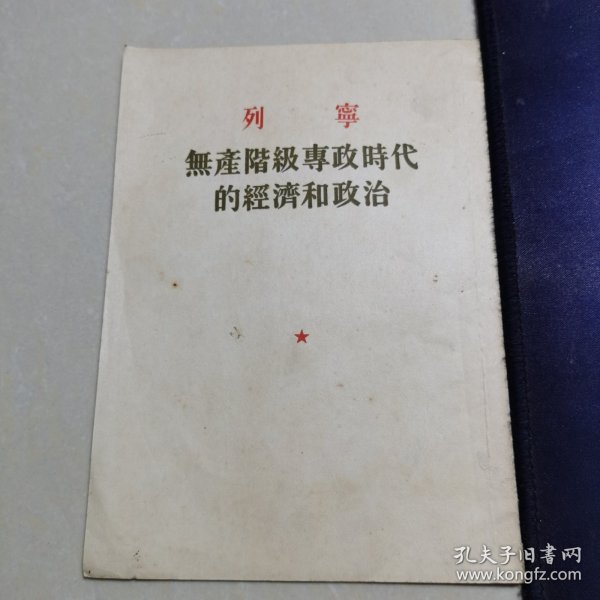 列 寧
無產階級專政時代
的經濟和政治
孔夫子旧书网
www.kongfz.com